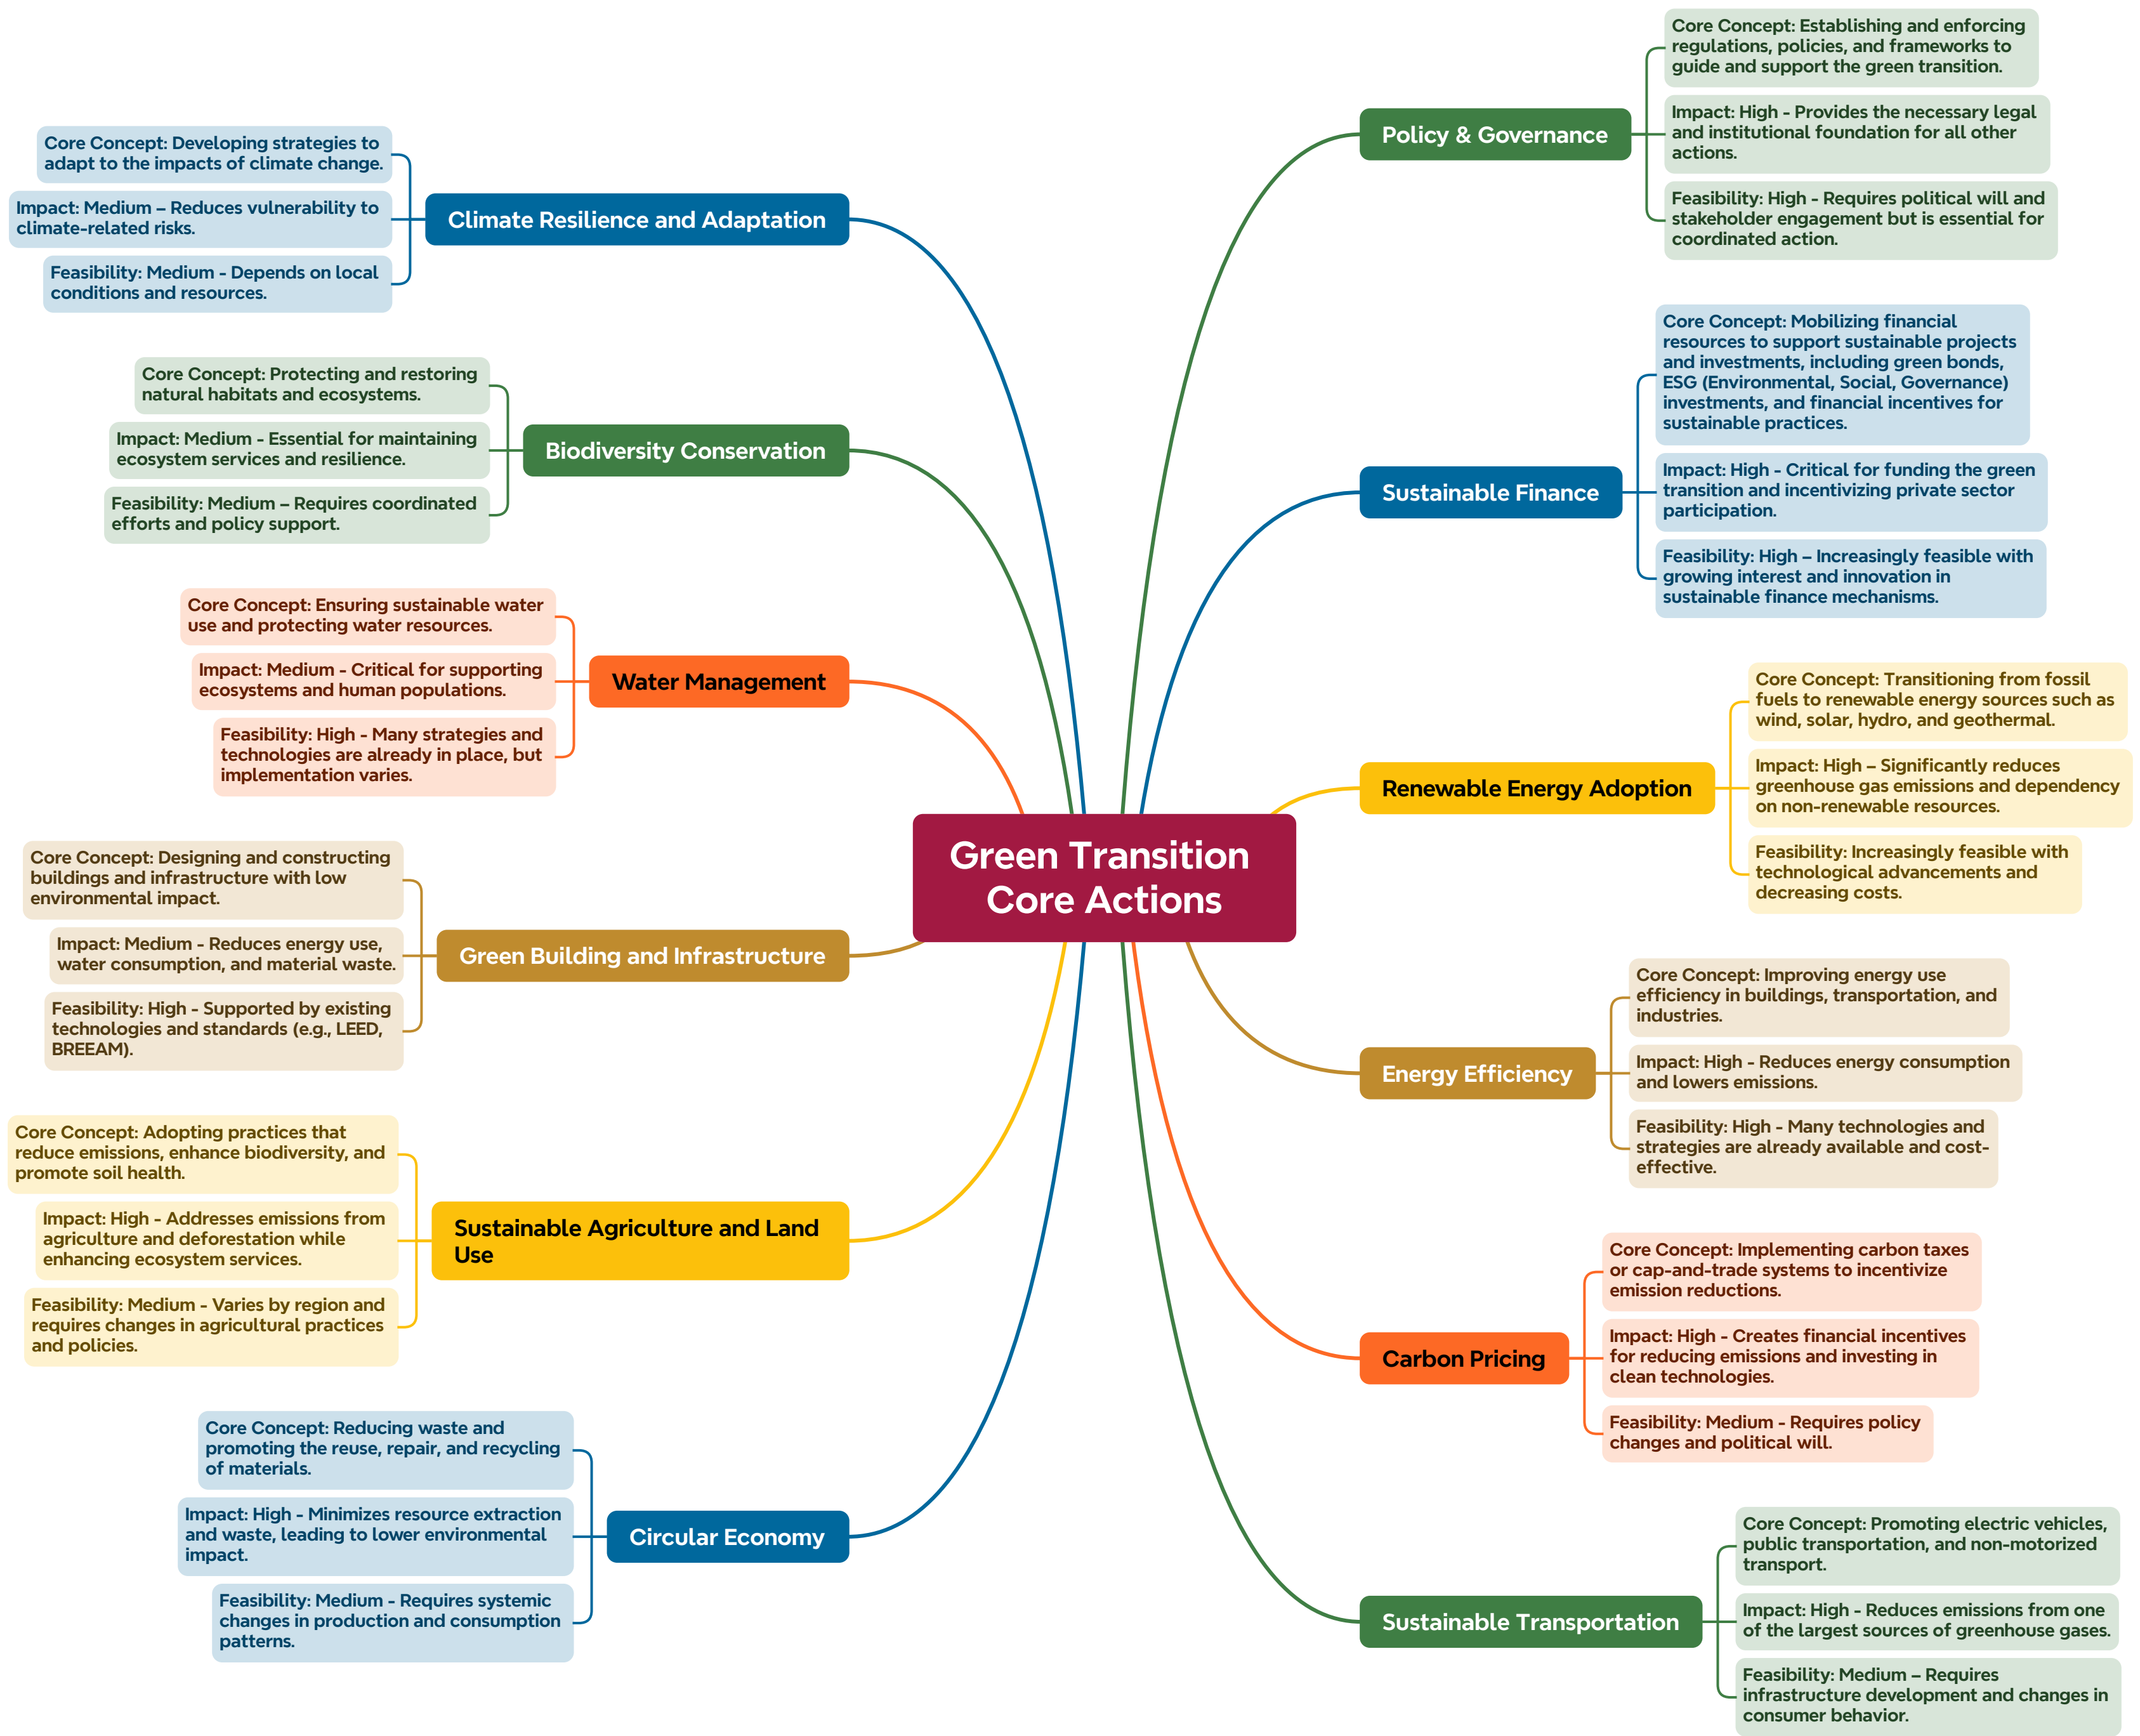 Green Transition
Core Actions
Policy & Governance
Core Concept: Establishing and enforcing
regulations, policies, and frameworks to
guide and support the green transition.
Impact: High - Provides the necessary legal
and institutional foundation for all other
actions.
Feasibility: High - Requires political will and
stakeholder engagement but is essential for
coordinated action.
Sustainable Finance
Core Concept: Mobilizing financial
resources to support sustainable projects
and investments, including green bonds,
ESG (Environmental, Social, Governance)
investments, and financial incentives for
sustainable practices.
Impact: High - Critical for funding the green
transition and incentivizing private sector
participation.
Feasibility: High – Increasingly feasible with
growing interest and innovation in
sustainable finance mechanisms.
Renewable Energy Adoption
Core Concept: Transitioning from fossil
fuels to renewable energy sources such as
wind, solar, hydro, and geothermal.
Impact: High – Significantly reduces
greenhouse gas emissions and dependency
on non-renewable resources.
Feasibility: Increasingly feasible with
technological advancements and
decreasing costs.
Energy Efficiency
Core Concept: Improving energy use
efficiency in buildings, transportation, and
industries.
Impact: High - Reduces energy consumption
and lowers emissions.
Feasibility: High - Many technologies and
strategies are already available and cost-
effective.
Carbon Pricing
Core Concept: Implementing carbon taxes
or cap-and-trade systems to incentivize
emission reductions.
Impact: High - Creates financial incentives
for reducing emissions and investing in
clean technologies.
Feasibility: Medium - Requires policy
changes and political will.
Sustainable Transportation
Core Concept: Promoting electric vehicles,
public transportation, and non-motorized
transport.
Impact: High - Reduces emissions from one
of the largest sources of greenhouse gases.
Feasibility: Medium – Requires
infrastructure development and changes in
consumer behavior.
Climate Resilience and Adaptation
Core Concept: Developing strategies to
adapt to the impacts of climate change.
Impact: Medium – Reduces vulnerability to
climate-related risks.
Feasibility: Medium - Depends on local
conditions and resources.
Biodiversity Conservation
Core Concept: Protecting and restoring
natural habitats and ecosystems.
Impact: Medium - Essential for maintaining
ecosystem services and resilience.
Feasibility: Medium – Requires coordinated
efforts and policy support.
Water Management
Core Concept: Ensuring sustainable water
use and protecting water resources.
Impact: Medium - Critical for supporting
ecosystems and human populations.
Feasibility: High - Many strategies and
technologies are already in place, but
implementation varies.
Green Building and Infrastructure
Core Concept: Designing and constructing
buildings and infrastructure with low
environmental impact.
Impact: Medium - Reduces energy use,
water consumption, and material waste.
Feasibility: High - Supported by existing
technologies and standards (e.g., LEED,
BREEAM).
Sustainable Agriculture and Land
Use
Core Concept: Adopting practices that
reduce emissions, enhance biodiversity, and
promote soil health.
Impact: High - Addresses emissions from
agriculture and deforestation while
enhancing ecosystem services.
Feasibility: Medium - Varies by region and
requires changes in agricultural practices
and policies.
Circular Economy
Core Concept: Reducing waste and
promoting the reuse, repair, and recycling
of materials.
Impact: High - Minimizes resource extraction
and waste, leading to lower environmental
impact.
Feasibility: Medium - Requires systemic
changes in production and consumption
patterns.